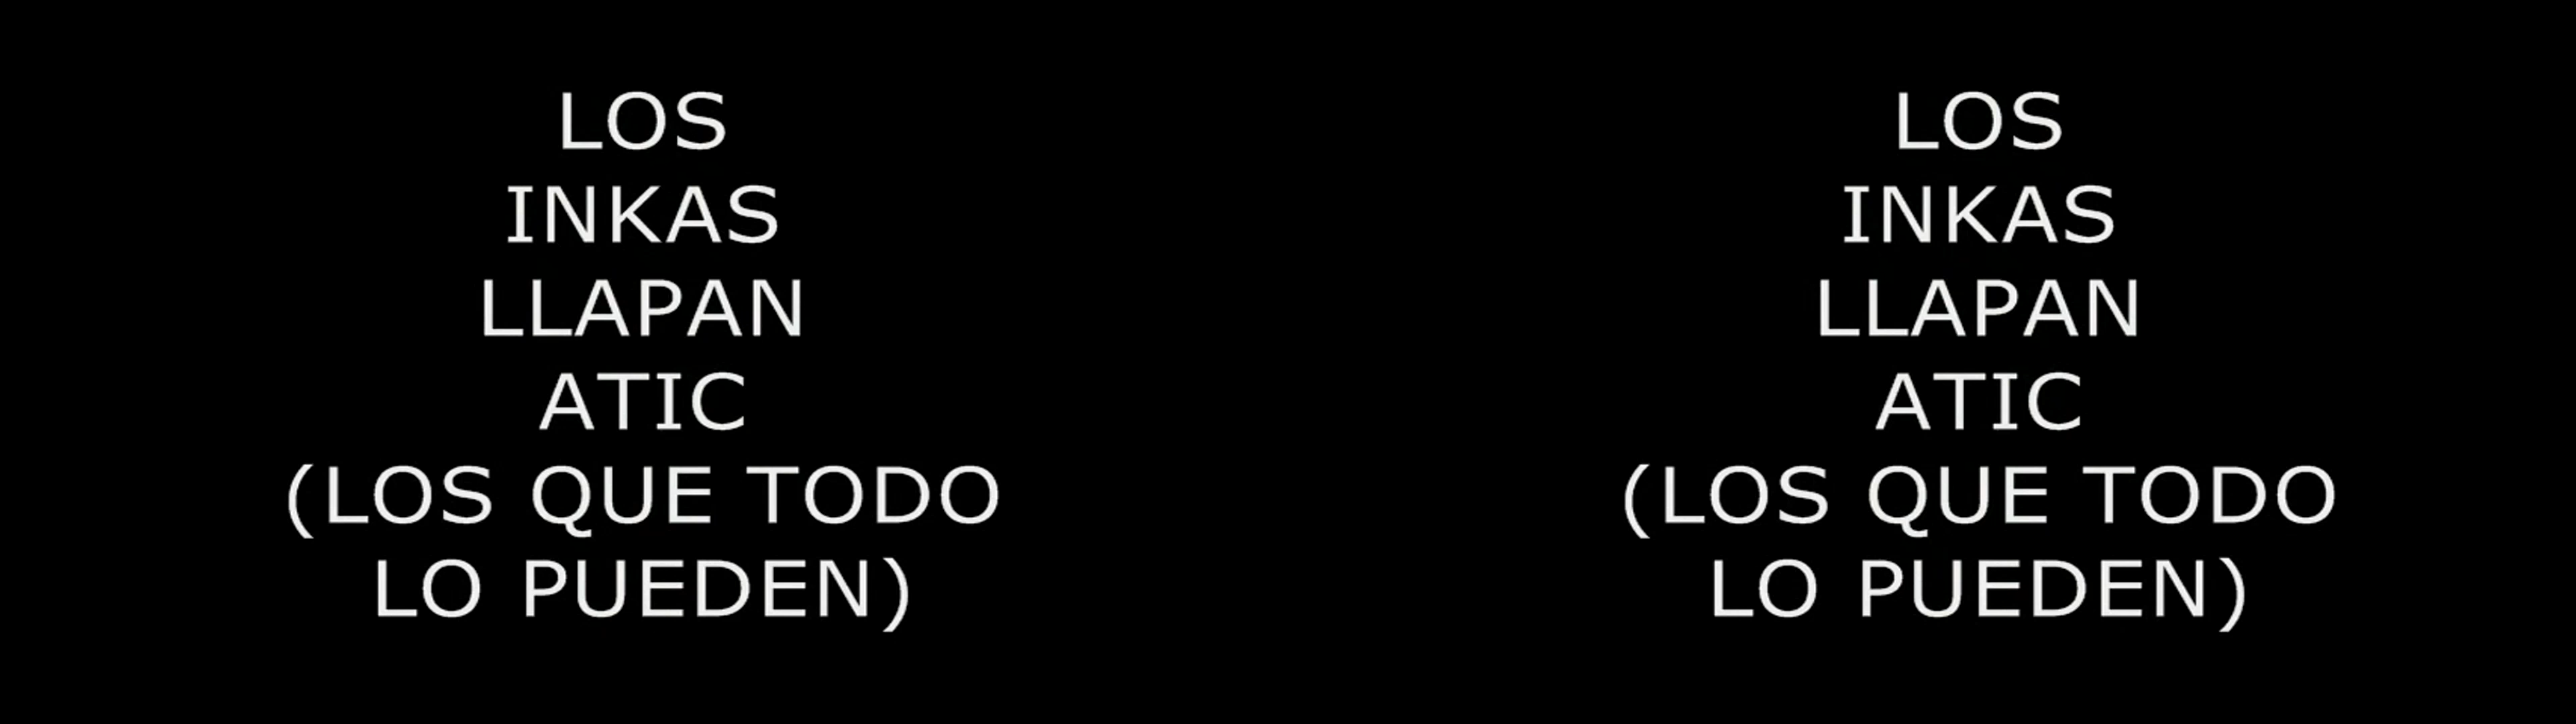 LOS
INKAS
LLAPAN
ATIC
(LOS QUE TODO
LO PUEDEN)
LOS
INKAS
LLAPAN
ATIC
(LOS QUE TODO
LO PUEDEN)